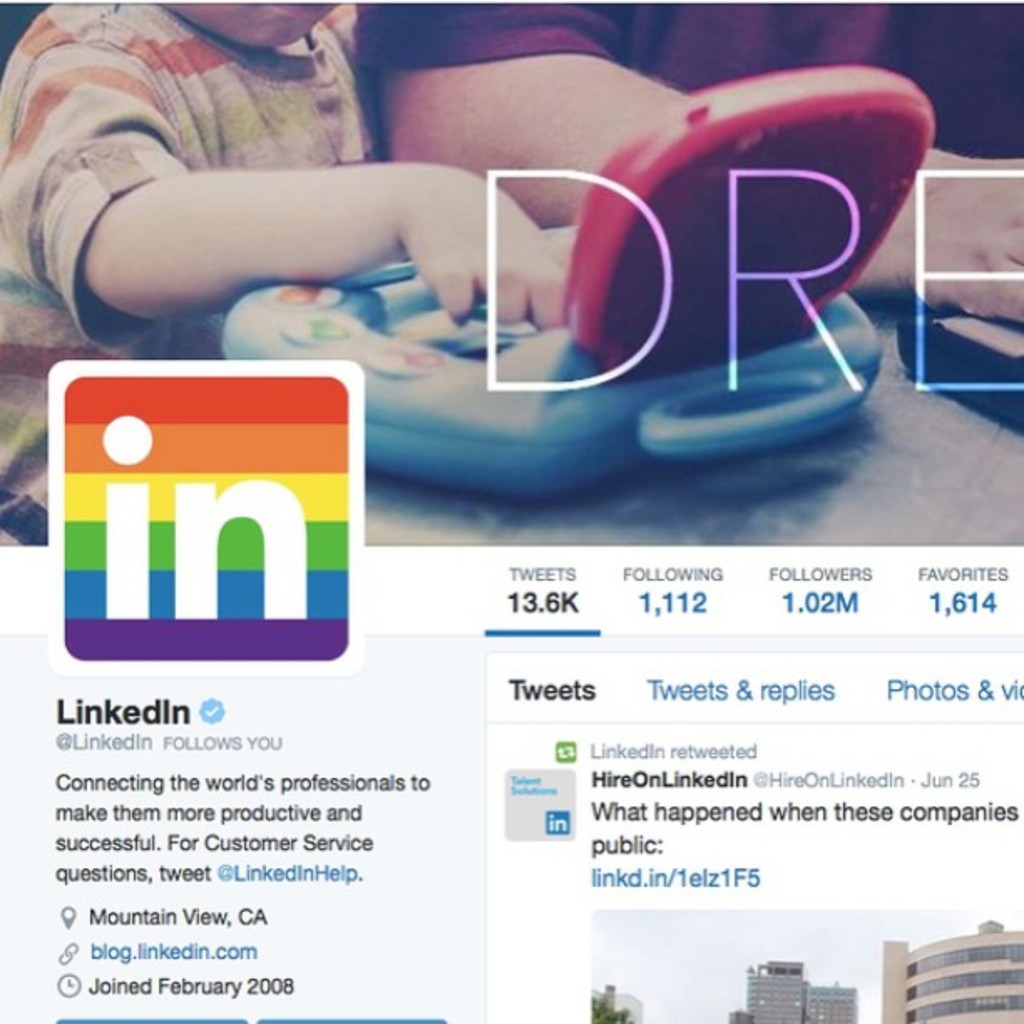 DRE
in
TWEETS FOLLOWING FOLLOWERS FAVORITES
13.6K 1,112 1.02M 1,614
LinkedIn
@LinkedIn FOLLOWS YOU
Connecting the world's professionals to
make them more productive and
successful. For Customer Service
questions, tweet @LinkedInHelp.
Mountain View, CA
blog.linkedin.com
Joined February 2008
Tweets Tweets & replies Photos &
LinkedIn retweeted
Talent
Solutions
in
HireOnLinkedIn @HireOnLinkedIn · Jun 25
What happened when these companies
public:
linkd.in/1elz1F5